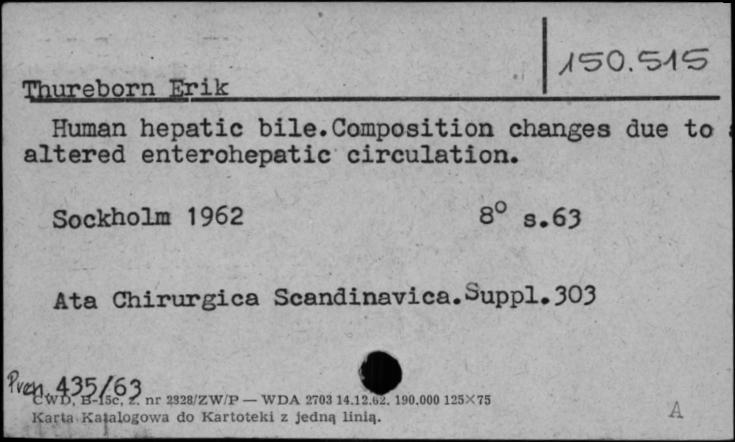 150.515
Thureborn Erik
Human hepatic bile.Composition changes due to
altered enterohepatic circulation.
Sockholm 1962 8° s.63
Ata Chirurgica Scandinavica.Suppl.303
435/63
CWD, B-15c, z. nr 2328/ZW/P — WDA 2703 14.12.62. 190.000 125×75
Karta Katalogowa do Kartoteki z jedną linią.
A